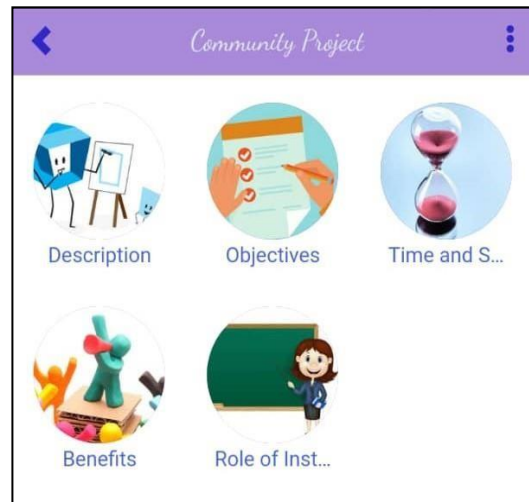 Community Project
Description
Objectives
Time and S...
Benefits
Role of Inst...